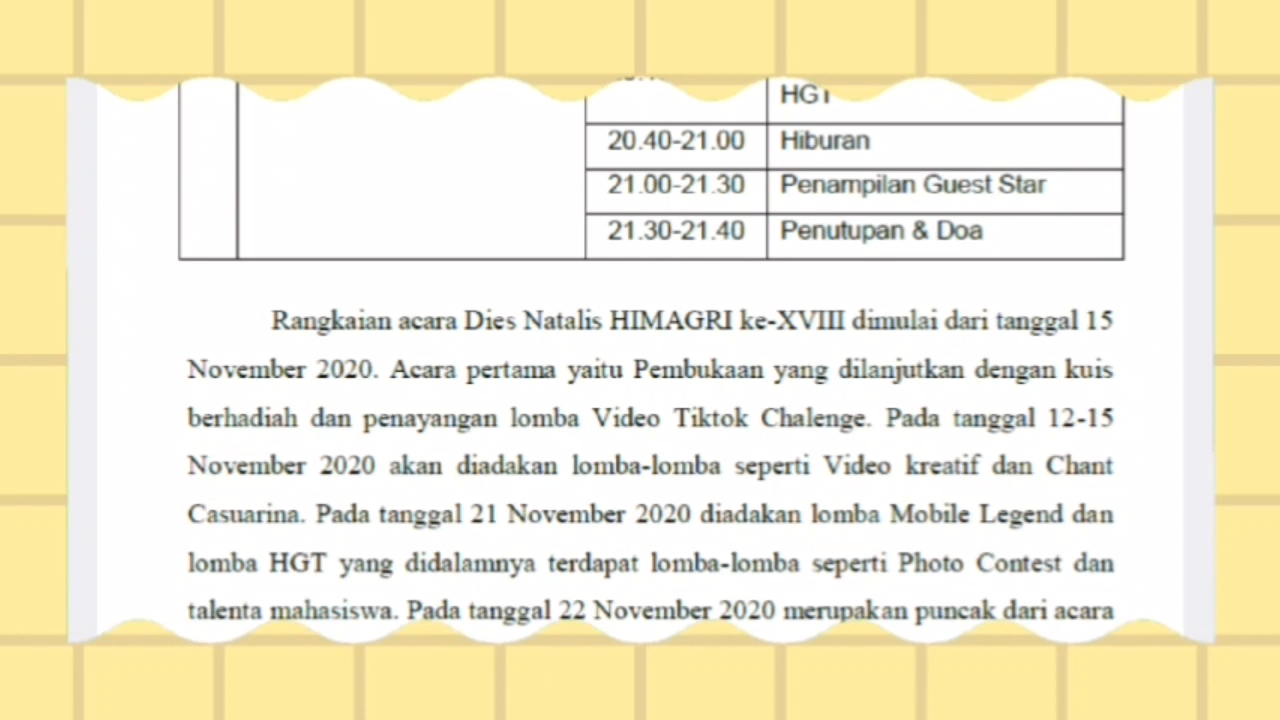 HGT
20.40-21.00 Hiburan
21.00-21.30 Penampilan Guest Star
21.30-21.40 Penutupan & Doa
Rangkaian acara Dies Natalis HIMAGRI ke-XVIII dimulai dari tanggal 15
November 2020. Acara pertama yaitu Pembukaan yang dilanjutkan dengan kuis
berhadiah dan penayangan lomba Video Tiktok Chalenge. Pada tanggal 12-15
November 2020 akan diadakan lomba-lomba seperti Video kreatif dan Chant
Casuarina. Pada tanggal 21 November 2020 diadakan lomba Mobile Legend dan
lomba HGT yang didalamnya terdapat lomba-lomba seperti Photo Contest dan
talenta mahasiswa. Pada tanggal 22 November 2020 merupakan puncak dari acara